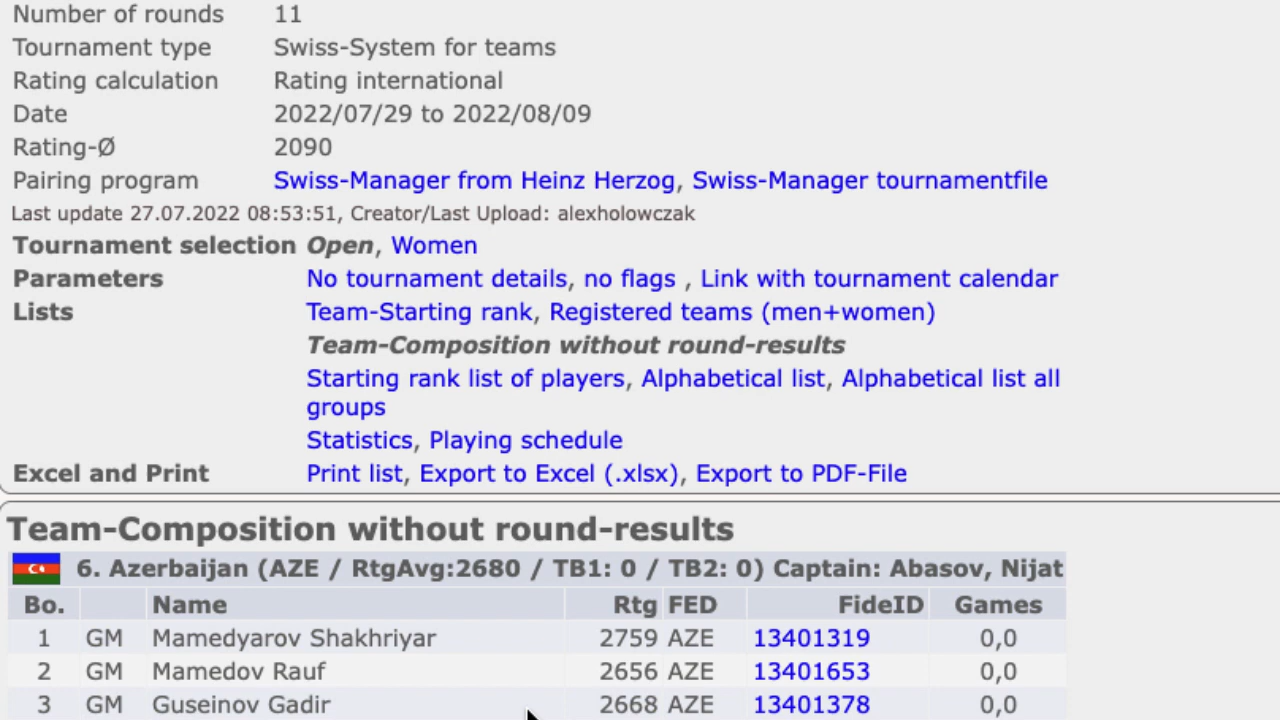 Number of rounds 11
Tournament type Swiss-System for teams
Rating calculation Rating international
Date 2022/07/29 to 2022/08/09
Rating-Ø 2090
Pairing program Swiss-Manager from Heinz Herzog, Swiss-Manager tournamentfile
Last update 27.07.2022 08:53:51, Creator/Last Upload: alexholowczak
Tournament selection Open, Women
Parameters No tournament details, no flags , Link with tournament calendar
Lists Team-Starting rank, Registered teams (men+women)
Team-Composition without round-results
Starting rank list of players, Alphabetical list, Alphabetical list all
groups
Statistics, Playing schedule
Excel and Print Print list, Export to Excel (.xlsx), Export to PDF-File
Team-Composition without round-results
6. Azerbaijan (AZE / RtgAvg:2680 / TB1: 0 / TB2: 0) Captain: Abasov, Nijat
Bo. Name Rtg FED FideID Games
1 GM Mamedyarov Shakhriyar 2759 AZE 13401319 0,0
2 GM Mamedov Rauf 2656 AZE 13401653 0,0
3 GM Guseinov Gadir 2668 AZE 13401378 0,0